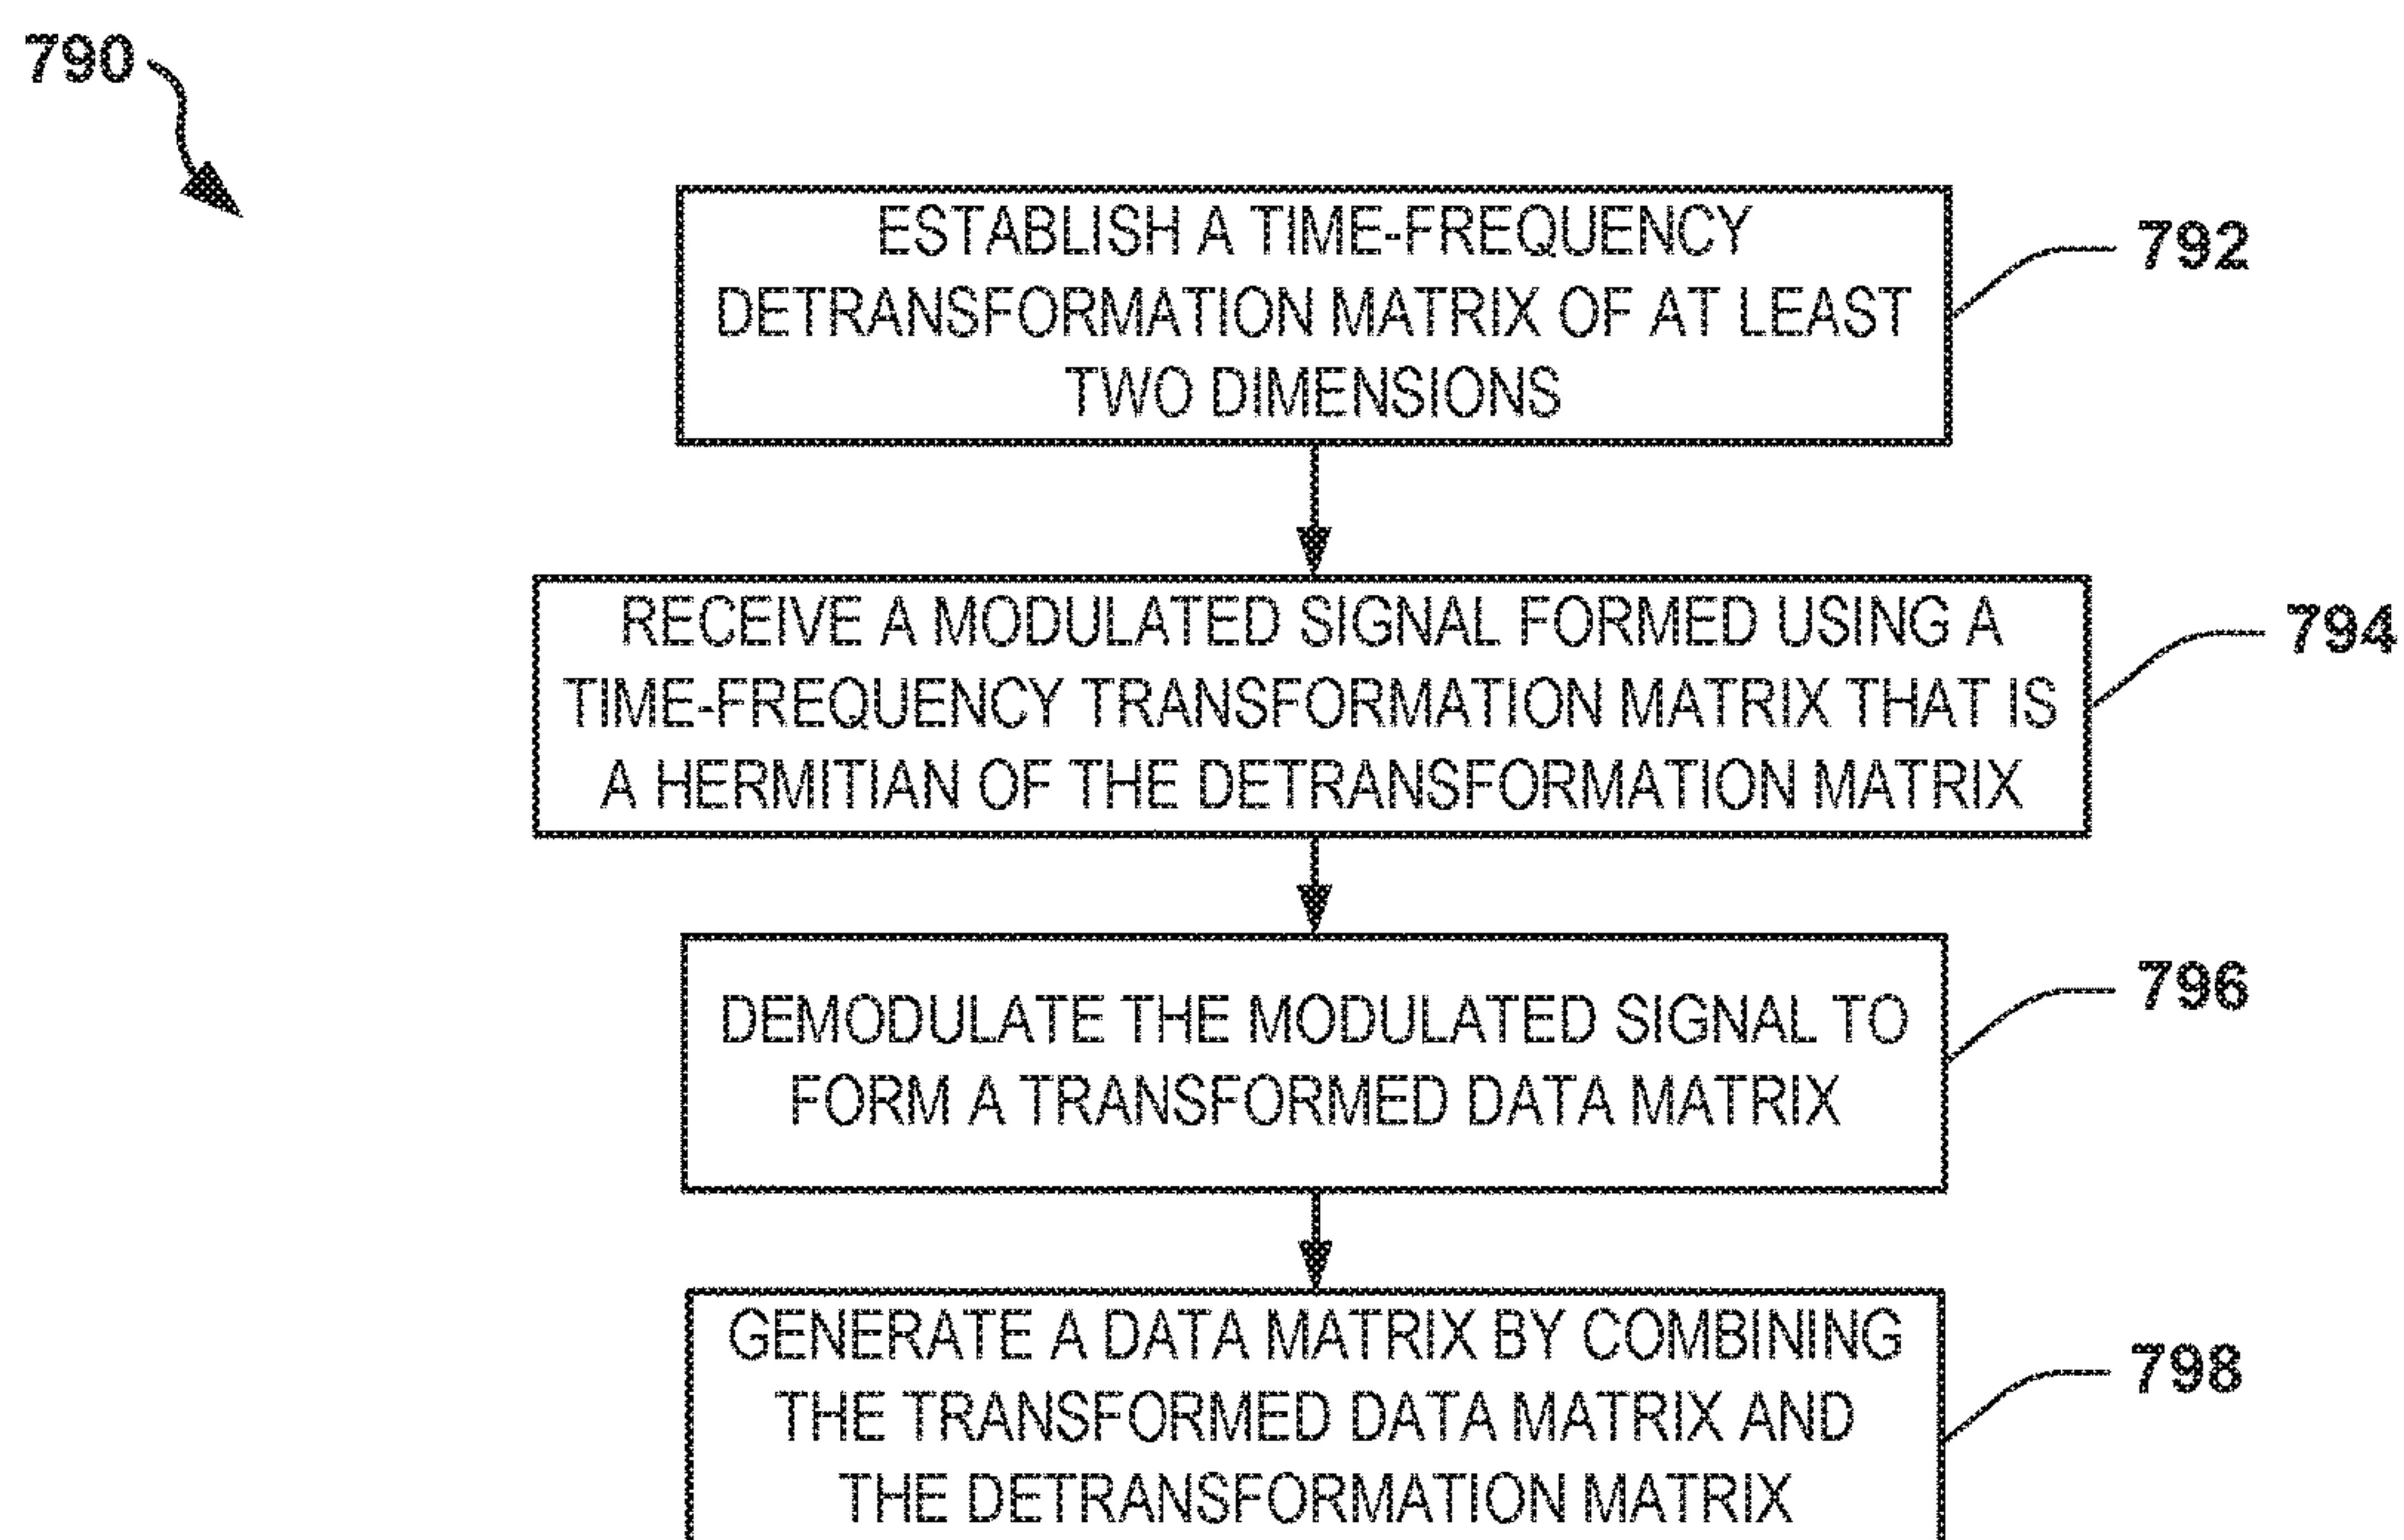 790
ESTABLISH A TIME-FREQUENCY
DETRANSFORMATION MATRIX OF AT LEAST
TWO DIMENSIONS
792
RECEIVE A MODULATED SIGNAL FORMED USING A
TIME-FREQUENCY TRANSFORMATION MATRIX THAT IS
A HERMITIAN OF THE DETRANSFORMATION MATRIX
794
DEMODULATE THE MODULATED SIGNAL TO
FORM A TRANSFORMED DATA MATRIX
796
GENERATE A DATA MATRIX BY COMBINING
THE TRANSFORMED DATA MATRIX AND
THE DETRANSFORMATION MATRIX
798